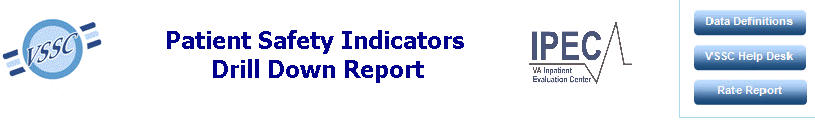 VSSC
Patient Safety Indicators
Drill Down Report
IPEC
VA Inpatient
Evaluation Center
Data Definitions
VSSC Help Desk
Rate Report